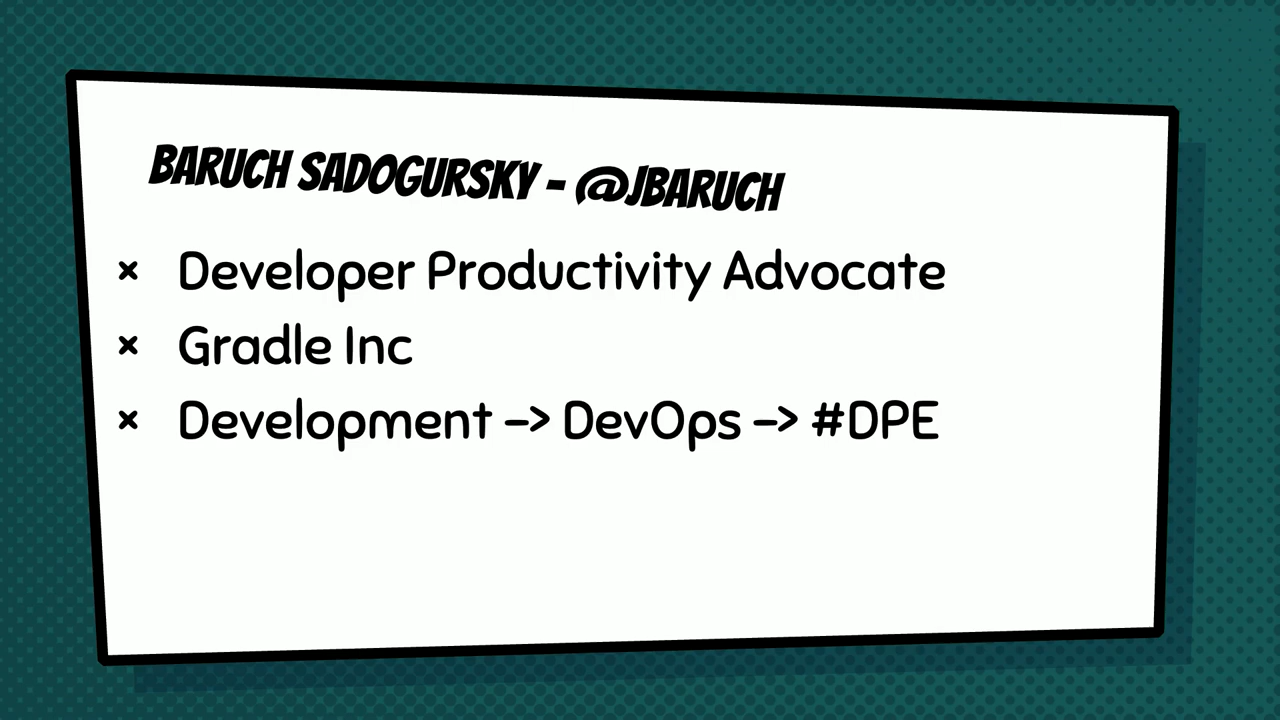 BARUCH SADOGURSKY - @JBARUCH
× Developer Productivity Advocate
× Gradle Inc
× Development -> DevOps -> #DPE